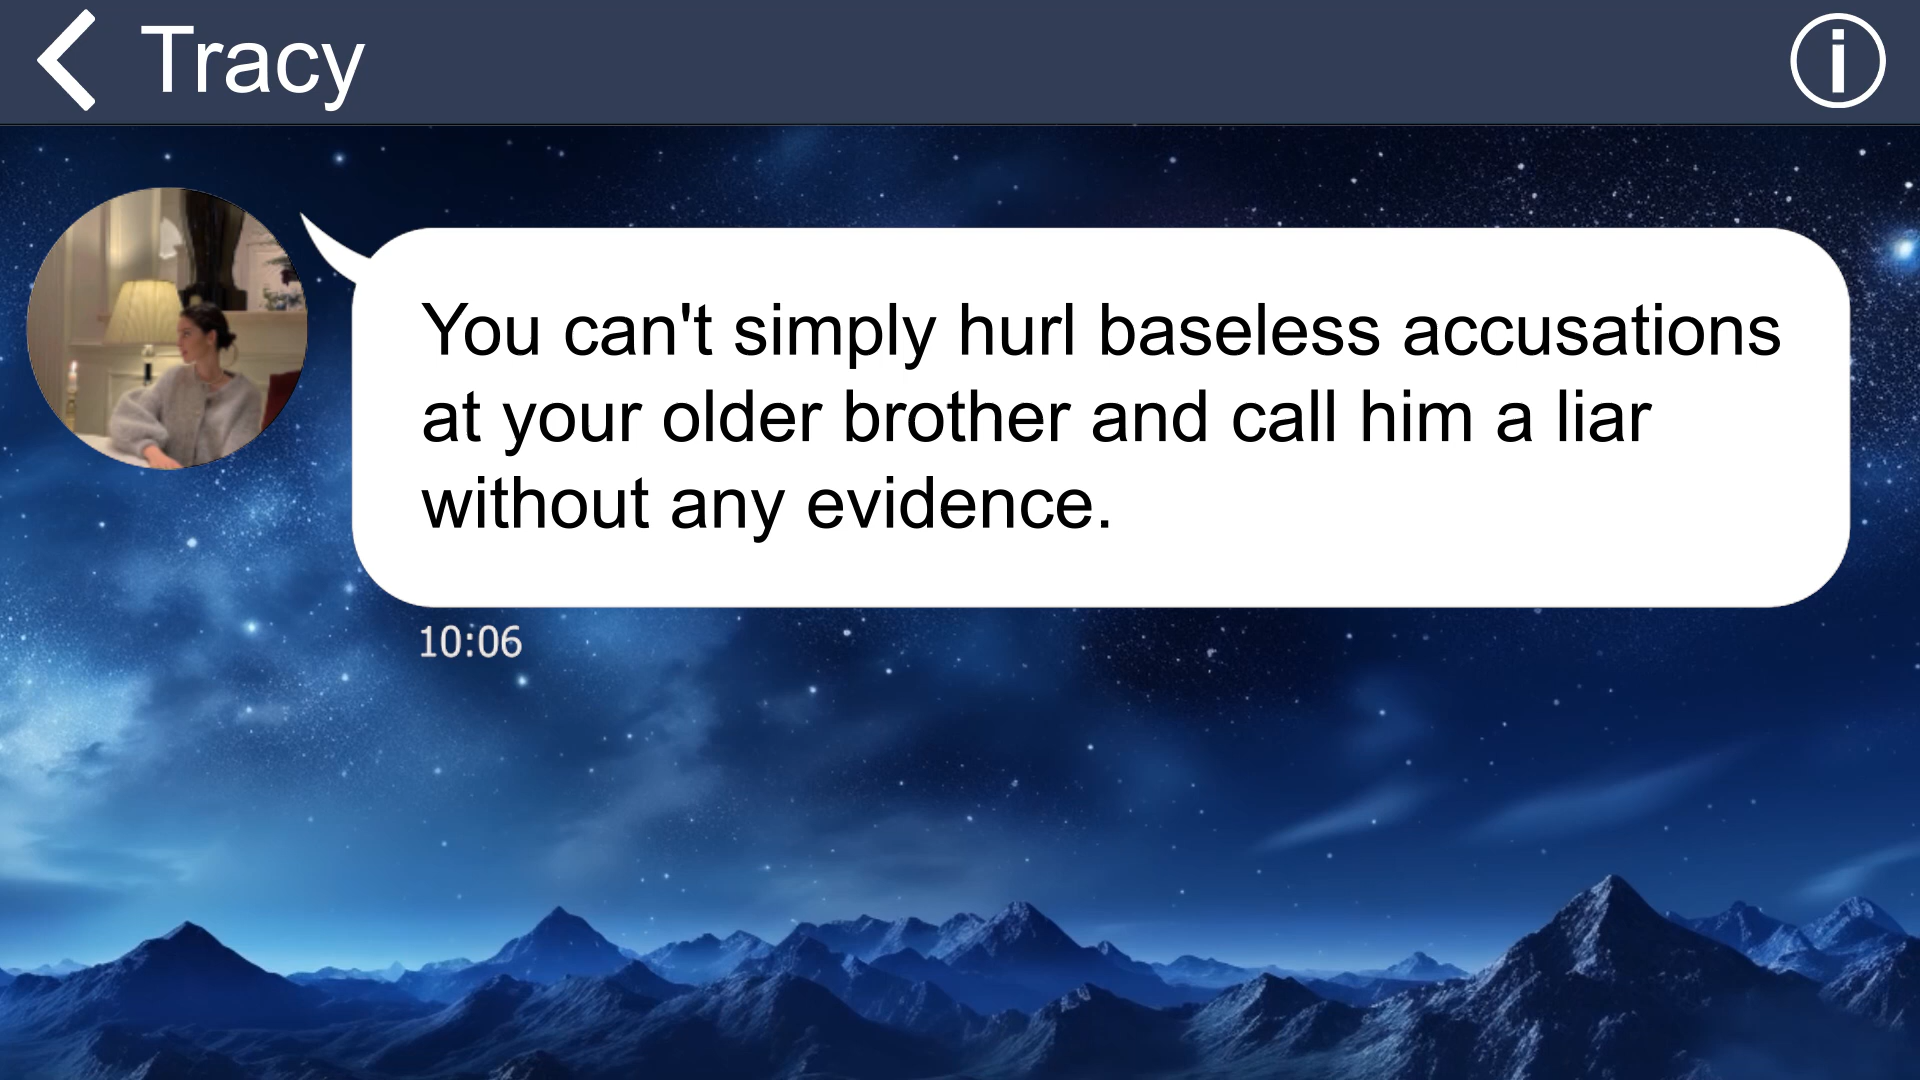 Tracy
You can't simply hurl baseless accusations
at your older brother and call him a liar
without any evidence.
10:06